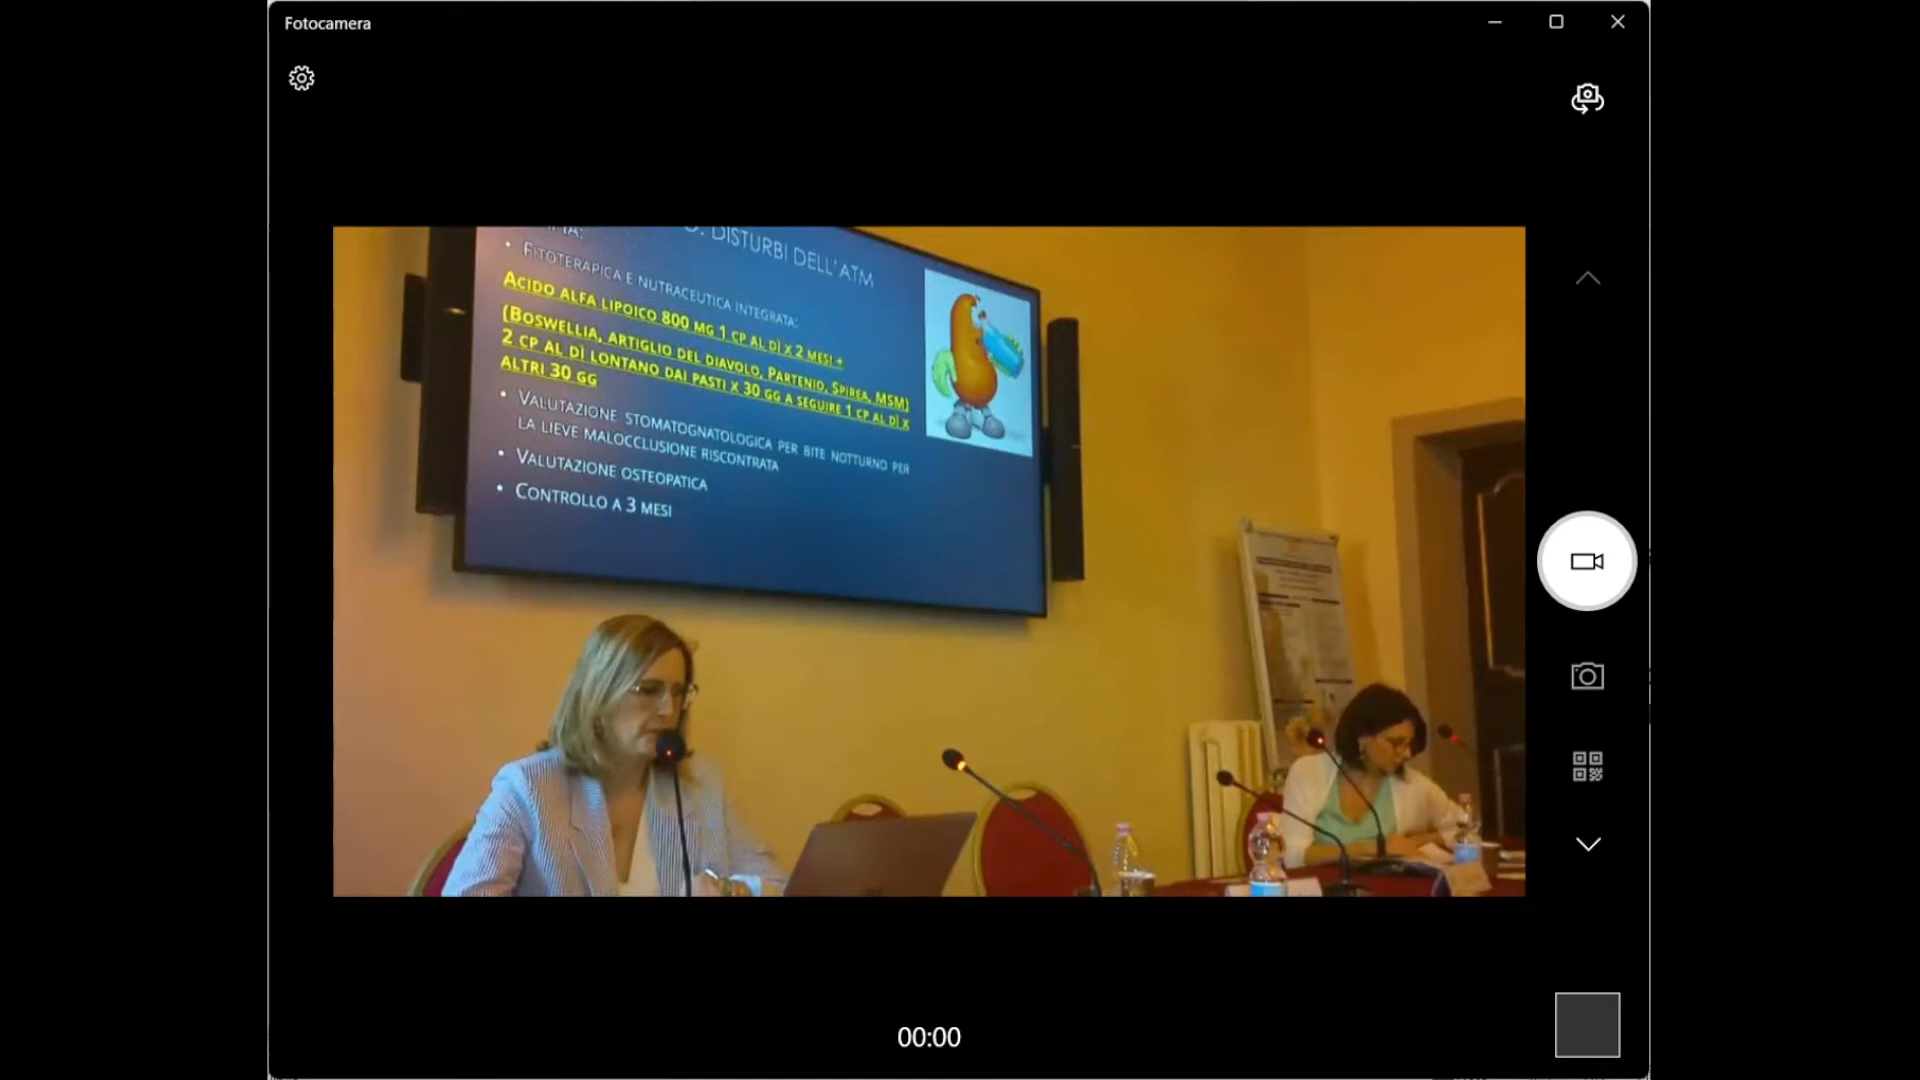 Fotocamera
DISTURBI DELL'ATM
• FITOTERAPICA E NUTRACEUTICA INTEGRATA:
ACIDO ALFA LIPOICO 800 MG 1 CP AL DÌ X 2 MESI +
(BOSWELLIA, ARTIGLIO DEL DIAVOLO, PARTENIO, SPIREA, MSM)
2 CP AL DÌ LONTANO DAI PASTI X 30 GG A SEGUIRE 1 CP AL DÌ X
ALTRI 30 GG
• VALUTAZIONE STOMATOGNATOLOGICA PER BITE NOTTURNO PER
LA LIEVE MALOCCLUSIONE RISCONTRATA
• VALUTAZIONE OSTEOPATICA
• CONTROLLO A 3 MESI
00:00